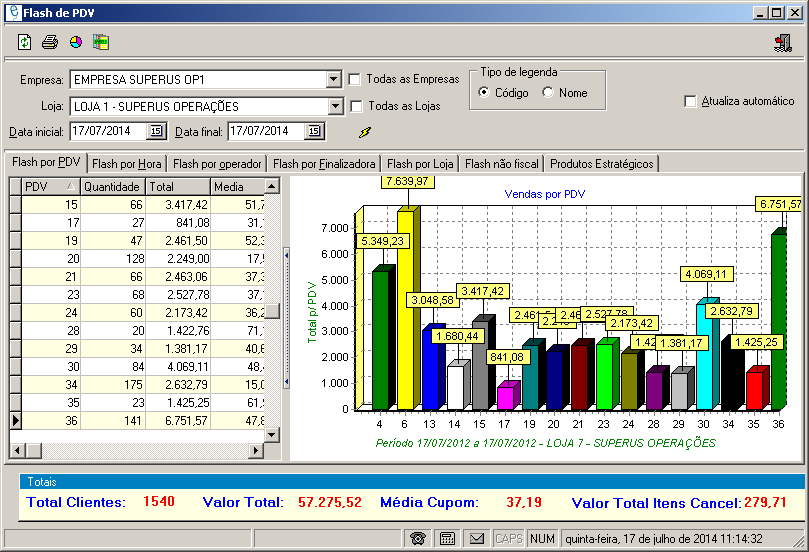 Flash de PDV
Empresa: EMPRESA SUPERUS OP1 Todas as Empresas
Loja: LOJA 1 - SUPERUS OPERAÇÕES Todas as Lojas
Data inicial: 17/07/2014 15 Data final: 17/07/2014 15
Tipo de legenda
Código Nome
Atualiza automático
Flash por PDV Flash por Hora Flash por operador Flash por Finalizadora Flash por Loja Flash não fiscal Produtos Estratégicos
PDV Quantidade Total Media
15 66 3.417,42 51,7
17 27 841,08 31,
19 47 2.461,50 52,3
20 128 2.249,00 17,
21 66 2.463,06 37,3
23 68 2.527,78 37,
24 60 2.173,42 36,2
28 20 1.422,76 71,
29 34 1.381,17 40,6
30 84 4.069,11 48,4
34 175 2.632,79 15,0
35 23 1.425,25 61,9
36 141 6.751,57 47,8
Vendas por PDV
Total p/ PDV
7.000
6.000
5.000
4.000
3.000
2.000
1.000
0
5.349,23
7.639,97
3.048,58
1.680,44
3.417,42
841,08
2.527,78
2.173,42
1.381,17
4.069,11
2.632,79
1.425,25
6.751,57
4 6 13 14 15 17 19 20 21 23 24 28 29 30 34 35 36
Período 17/07/2012 a 17/07/2012 - LOJA 7 - SUPERUS OPERAÇÕES
Totais
Total Clientes: 1540 Valor Total: 57.275,52 Média Cupom: 37,19 Valor Total Itens Cancel: 279,71
CAPS NUM quinta-feira, 17 de julho de 2014 11:14:32